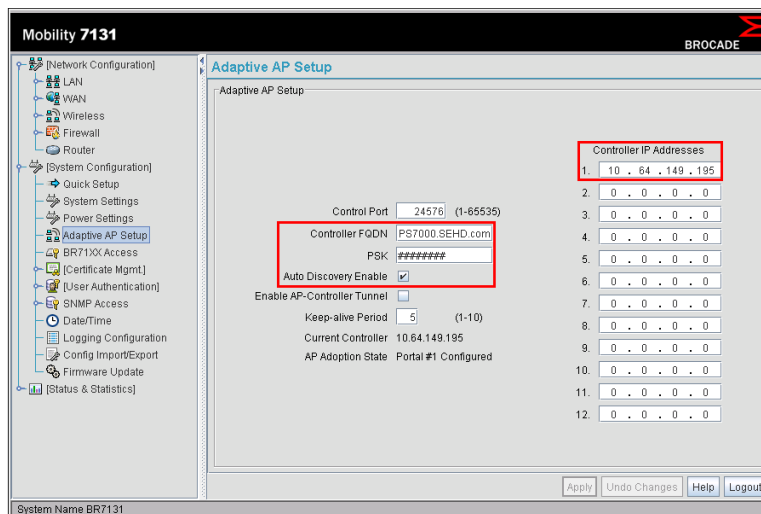 Mobility 7131
BROCADE
[Network Configuration]
LAN
WAN
Wireless
Firewall
Router
[System Configuration]
Quick Setup
System Settings
Power Settings
Adaptive AP Setup
BR71XX Access
[Certificate Mgmt.]
[User Authentication]
SNMP Access
Date/Time
Logging Configuration
Config Import/Export
Firmware Update
[Status & Statistics]
Adaptive AP Setup
Adaptive AP Setup
Control Port 24576 (1-65535)
Controller FQDN PS7000.SEHD.com
PSK ########
Auto Discovery Enable
Enable AP-Controller Tunnel
Keep-alive Period 5 (1-10)
Current Controller 10.64.149.195
AP Adoption State Portal #1 Configured
Controller IP Addresses
1. 10 . 64 . 149 . 195
2. 0 . 0 . 0 . 0
3. 0 . 0 . 0 . 0
4. 0 . 0 . 0 . 0
5. 0 . 0 . 0 . 0
6. 0 . 0 . 0 . 0
7. 0 . 0 . 0 . 0
8. 0 . 0 . 0 . 0
9. 0 . 0 . 0 . 0
10. 0 . 0 . 0 . 0
11. 0 . 0 . 0 . 0
12. 0 . 0 . 0 . 0
Apply Undo Changes Help Logout
System Name BR7131